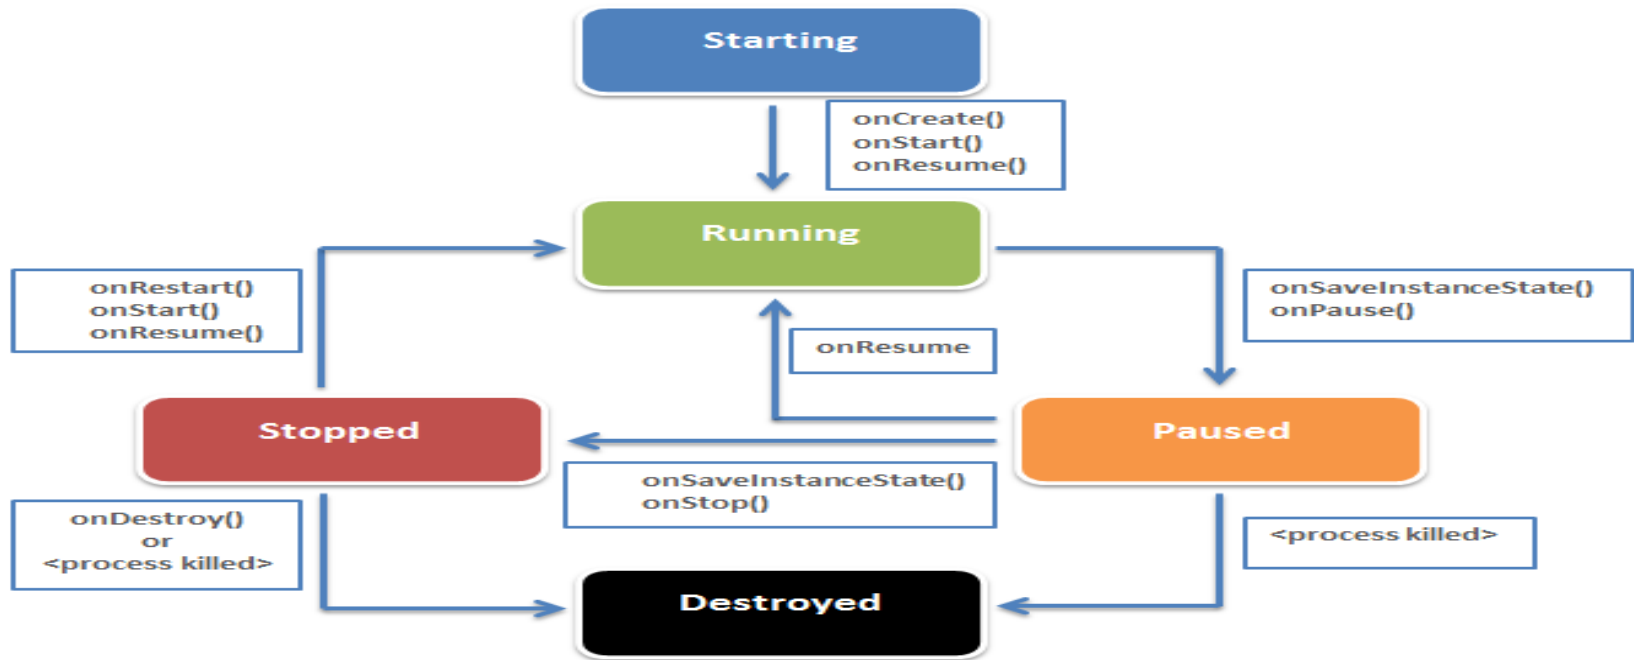 Starting
onCreate()
onStart()
onResume()
Running
onRestart()
onStart()
onResume()
onSaveInstanceState()
onPause()
onResume
Stopped
Paused
onSaveInstanceState()
onStop()
onDestroy()
or
<process killed>
<process killed>
Destroyed